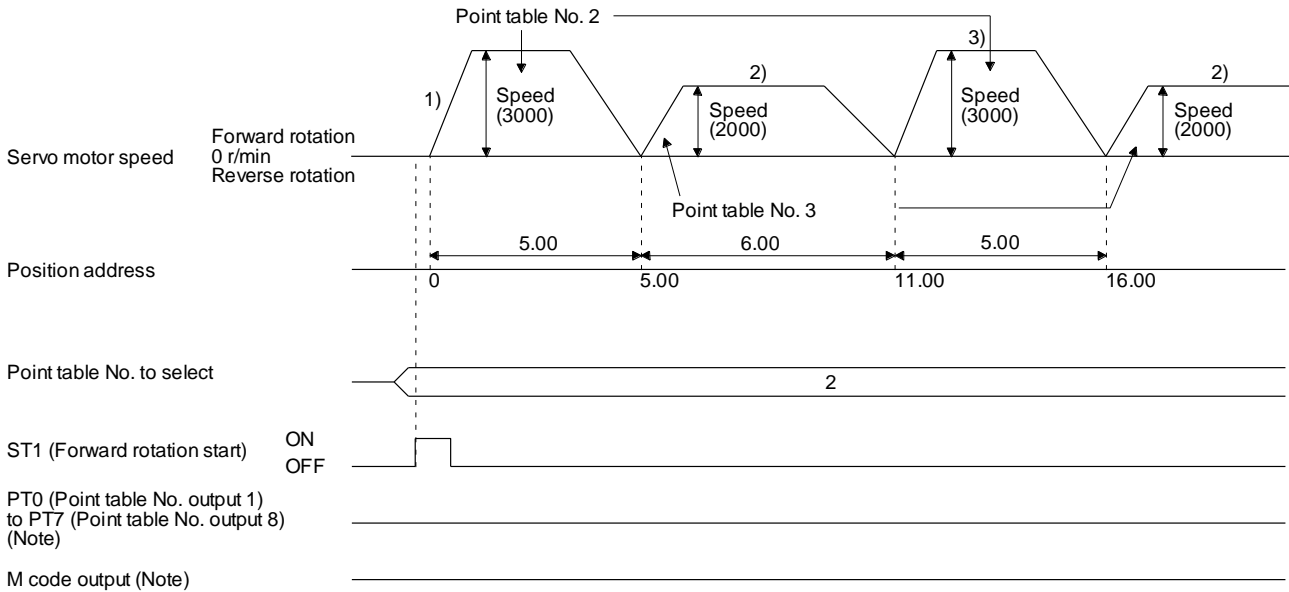 Point table No. 2
3)
2)
2)
1)
Speed
(3000)
Speed
(2000)
Speed
(3000)
Speed
(2000)
Forward rotation
Servo motor speed
0 r/min
Reverse rotation
Point table No. 3
5.00
6.00
5.00
Position address
0
5.00
11.00
16.00
Point table No. to select
2
ST1 (Forward rotation start)
ON
OFF
PT0 (Point table No. output 1)
to PT7 (Point table No. output 8)
(Note)
M code output (Note)